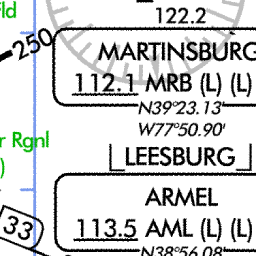 fld
122.2
250
MARTINSBURG
112.1 MRB (L) (L)
N39°23.13'
W77°50.90'
r Rgnl
)
LEESBURG
ARMEL
33
113.5 AML (L) (L)
N38°56.08'